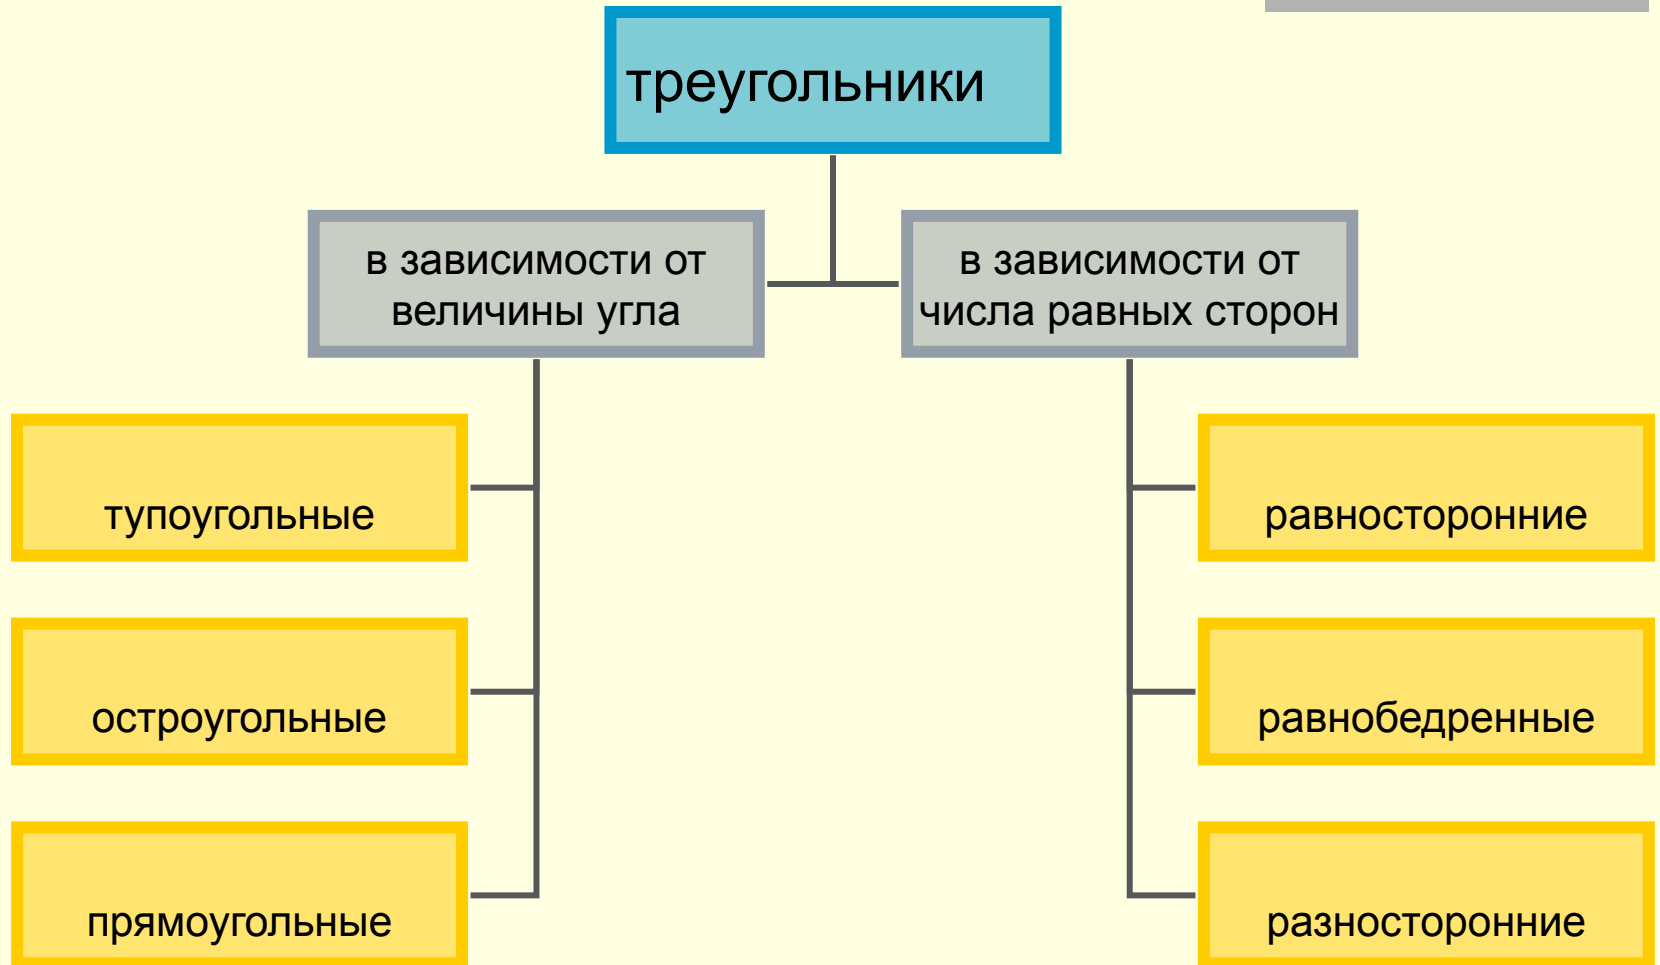 треугольники
в зависимости от
величины угла
в зависимости от
числа равных сторон
тупоугольные
равносторонние
остроугольные
равнобедренные
прямоугольные
разносторонние